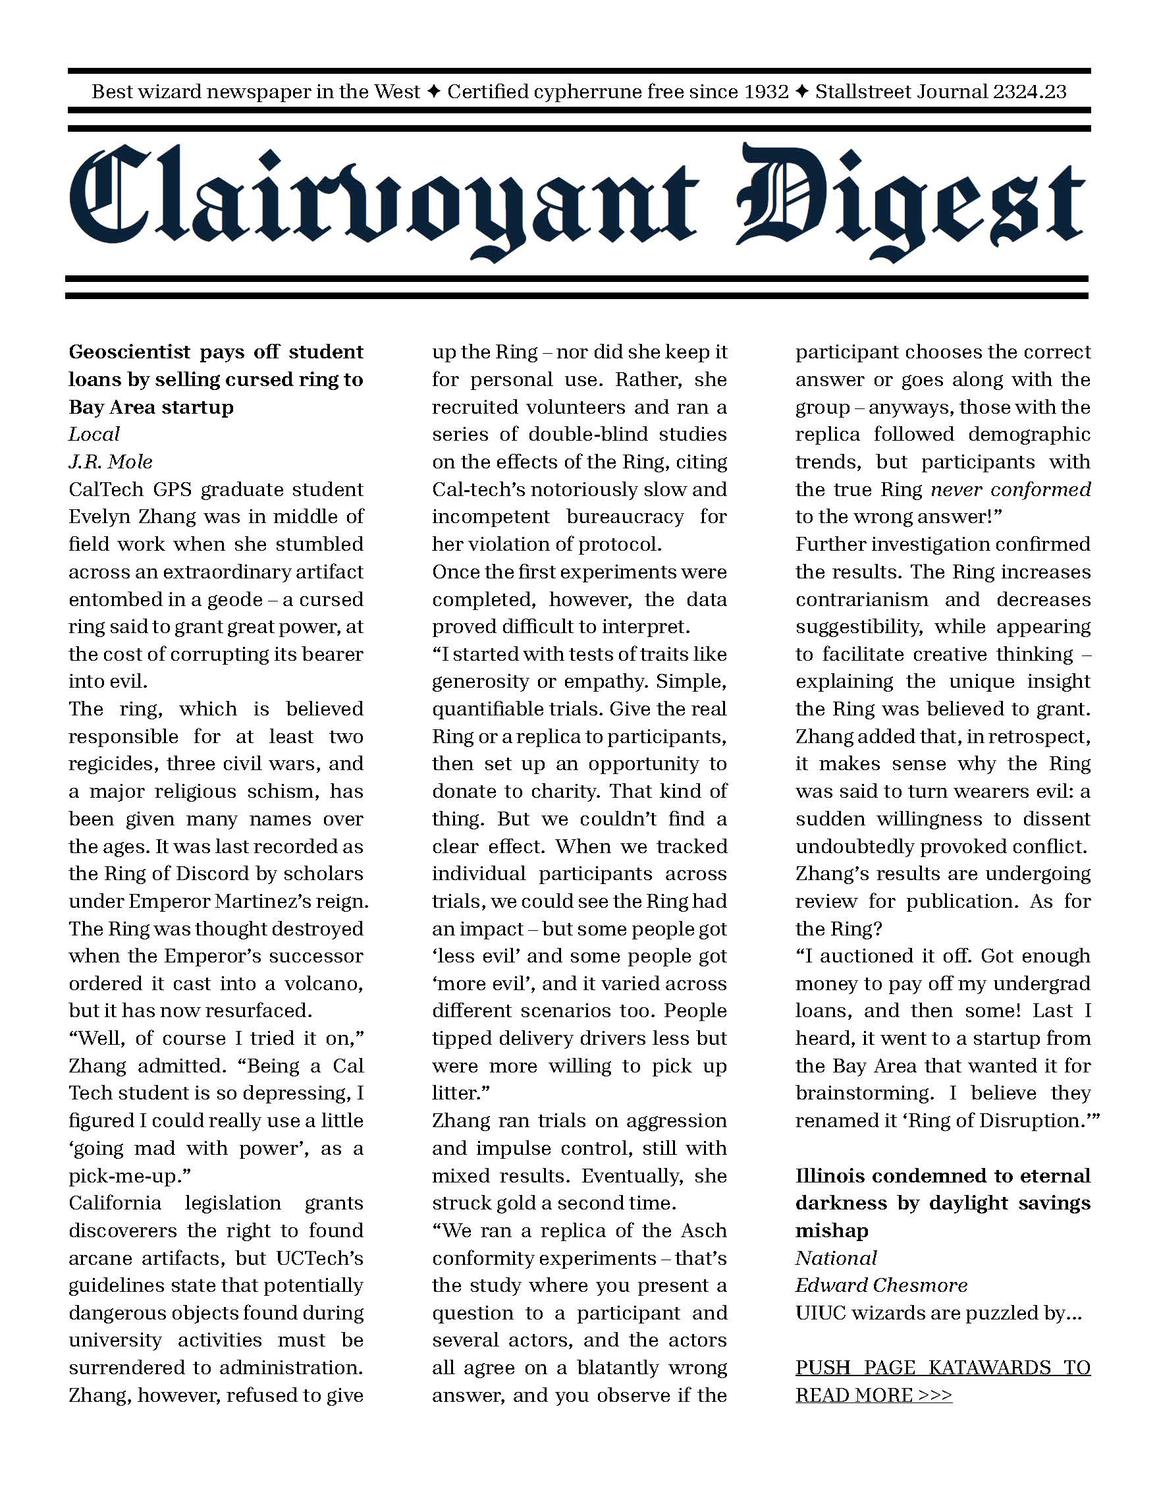 Best wizard newspaper in the West ✦ Certified cypherrune free since 1932 ✦ Stallstreet Journal 2324.23
Clairvoyant Digest
Geoscientist pays off student
loans by selling cursed ring to
Bay Area startup
Local
J.R. Mole
CalTech GPS graduate student
Evelyn Zhang was in middle of
field work when she stumbled
across an extraordinary artifact
entombed in a geode – a cursed
ring said to grant great power, at
the cost of corrupting its bearer
into evil.
The ring, which is believed
responsible for at least two
regicides, three civil wars, and
a major religious schism, has
been given many names over
the ages. It was last recorded as
the Ring of Discord by scholars
under Emperor Martinez’s reign.
The Ring was thought destroyed
when the Emperor’s successor
ordered it cast into a volcano,
but it has now resurfaced.
“Well, of course I tried it on,”
Zhang admitted. “Being a Cal
Tech student is so depressing, I
figured I could really use a little
‘going mad with power’, as a
pick-me-up.”
California legislation grants
discoverers the right to found
arcane artifacts, but UCTech’s
guidelines state that potentially
dangerous objects found during
university activities must be
surrendered to administration.
Zhang, however, refused to give
up the Ring – nor did she keep it
for personal use. Rather, she
recruited volunteers and ran a
series of double-blind studies
on the effects of the Ring, citing
Cal-tech’s notoriously slow and
incompetent bureaucracy for
her violation of protocol.
Once the first experiments were
completed, however, the data
proved difficult to interpret.
“I started with tests of traits like
generosity or empathy. Simple,
quantifiable trials. Give the real
Ring or a replica to participants,
then set up an opportunity to
donate to charity. That kind of
thing. But we couldn’t find a
clear effect. When we tracked
individual participants across
trials, we could see the Ring had
an impact – but some people got
‘less evil’ and some people got
‘more evil’, and it varied across
different scenarios too. People
tipped delivery drivers less but
were more willing to pick up
litter.”
Zhang ran trials on aggression
and impulse control, still with
mixed results. Eventually, she
struck gold a second time.
“We ran a replica of the Asch
conformity experiments – that’s
the study where you present a
question to a participant and
several actors, and the actors
all agree on a blatantly wrong
answer, and you observe if the
participant chooses the correct
answer or goes along with the
group – anyways, those with the
replica followed demographic
trends, but participants with
the true Ring never conformed
to the wrong answer!”
Further investigation confirmed
the results. The Ring increases
contrarianism and decreases
suggestibility, while appearing
to facilitate creative thinking –
explaining the unique insight
the Ring was believed to grant.
Zhang added that, in retrospect,
it makes sense why the Ring
was said to turn wearers evil: a
sudden willingness to dissent
undoubtedly provoked conflict.
Zhang’s results are undergoing
review for publication. As for
the Ring?
“I auctioned it off. Got enough
money to pay off my undergrad
loans, and then some! Last I
heard, it went to a startup from
the Bay Area that wanted it for
brainstorming. I believe they
renamed it ‘Ring of Disruption.’”
Illinois condemned to eternal
darkness by daylight savings
mishap
National
Edward Chesmore
UIUC wizards are puzzled by...
PUSH PAGE KATAWARDS TO
READ MORE >>>